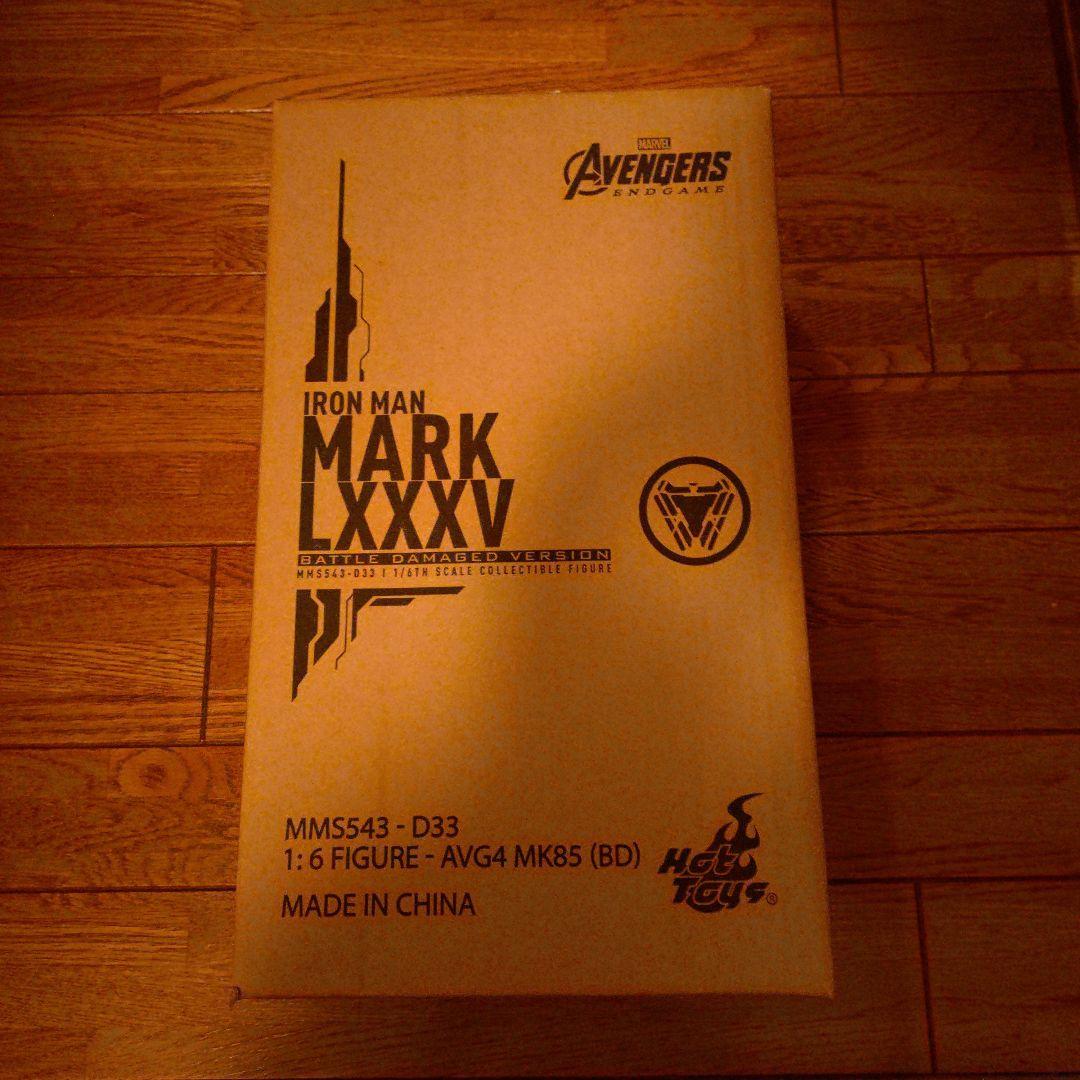 MARVEL
AVENGERS
ENDGAME
IRON MAN
MARK
LXXXV
BATTLE DAMAGED VERSION
MMS543-D33 | 1/6TH SCALE COLLECTIBLE FIGURE
MMS543 - D33
1: 6 FIGURE - AVG4 MK85 (BD)
MADE IN CHINA
Hot
Toys®